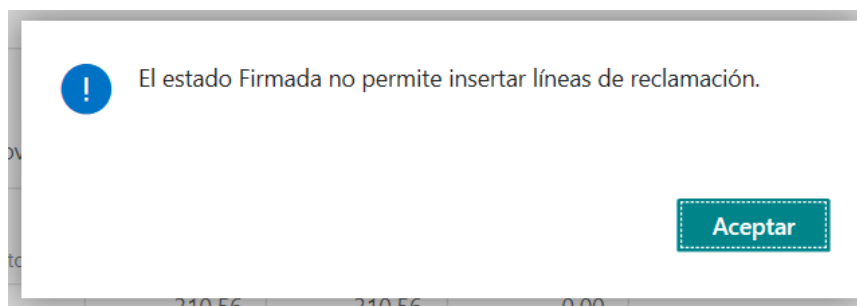 El estado Firmada no permite insertar líneas de reclamación.
Aceptar